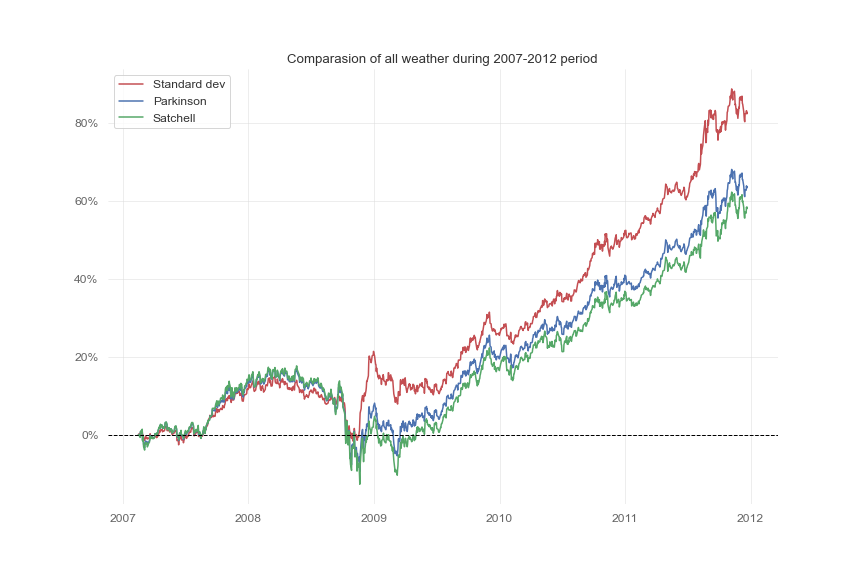 Comparasion of all weather during 2007-2012 period
Standard dev
Parkinson
Satchell
80%
60%
40%
20%
0%
2007 2008 2009 2010 2011 2012